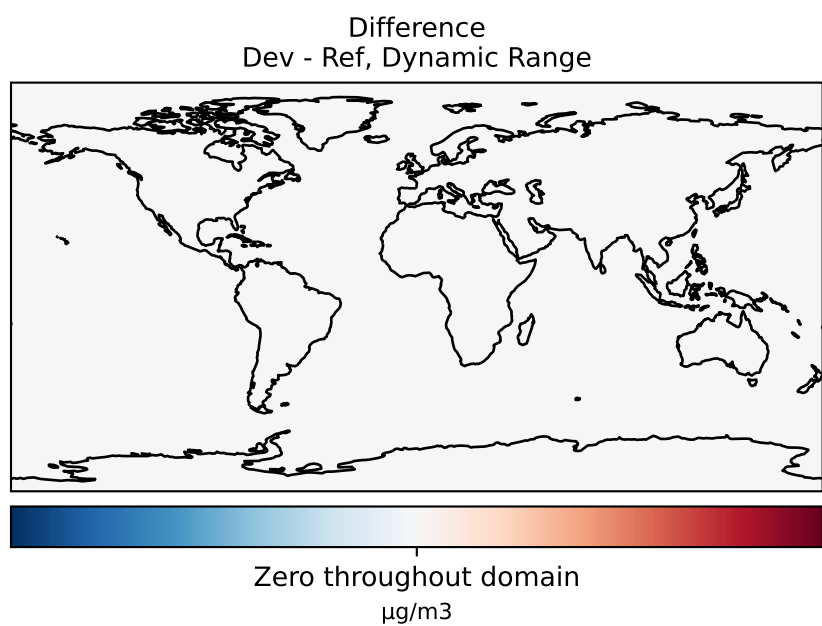 Difference
Dev - Ref, Dynamic Range
Zero throughout domain
μg/m3